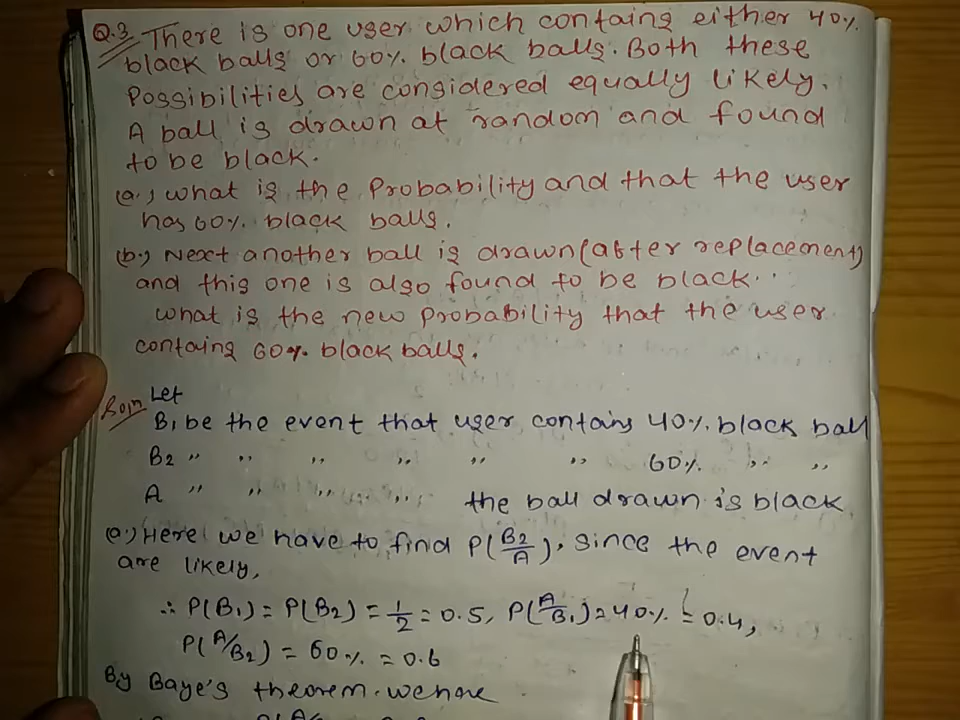 Q.3 There is one user which contains either 40%
black balls or 60% black balls. Both these
Possibilities are considered equally likely.
A ball is drawn at random and found
to be black.
(a.) what is the Probability and that the user
has 60% black balls.
(b.) Next another ball is drawn (after replacement)
and this one is also found to be black.
what is the new probability that the user
contains 60% black balls.
Soln Let
B1 be the event that user contains 40% black ball
B2 " " " " " " 60% " "
A " " " " the ball drawn is black
(a.) Here we have to find P(B2/A), since the event
are likely,
∴ P(B1) = P(B2) = 1/2 = 0.5, P(A/B1) = 40% = 0.4,
P(A/B2) = 60% = 0.6
By Baye's theorem. we have